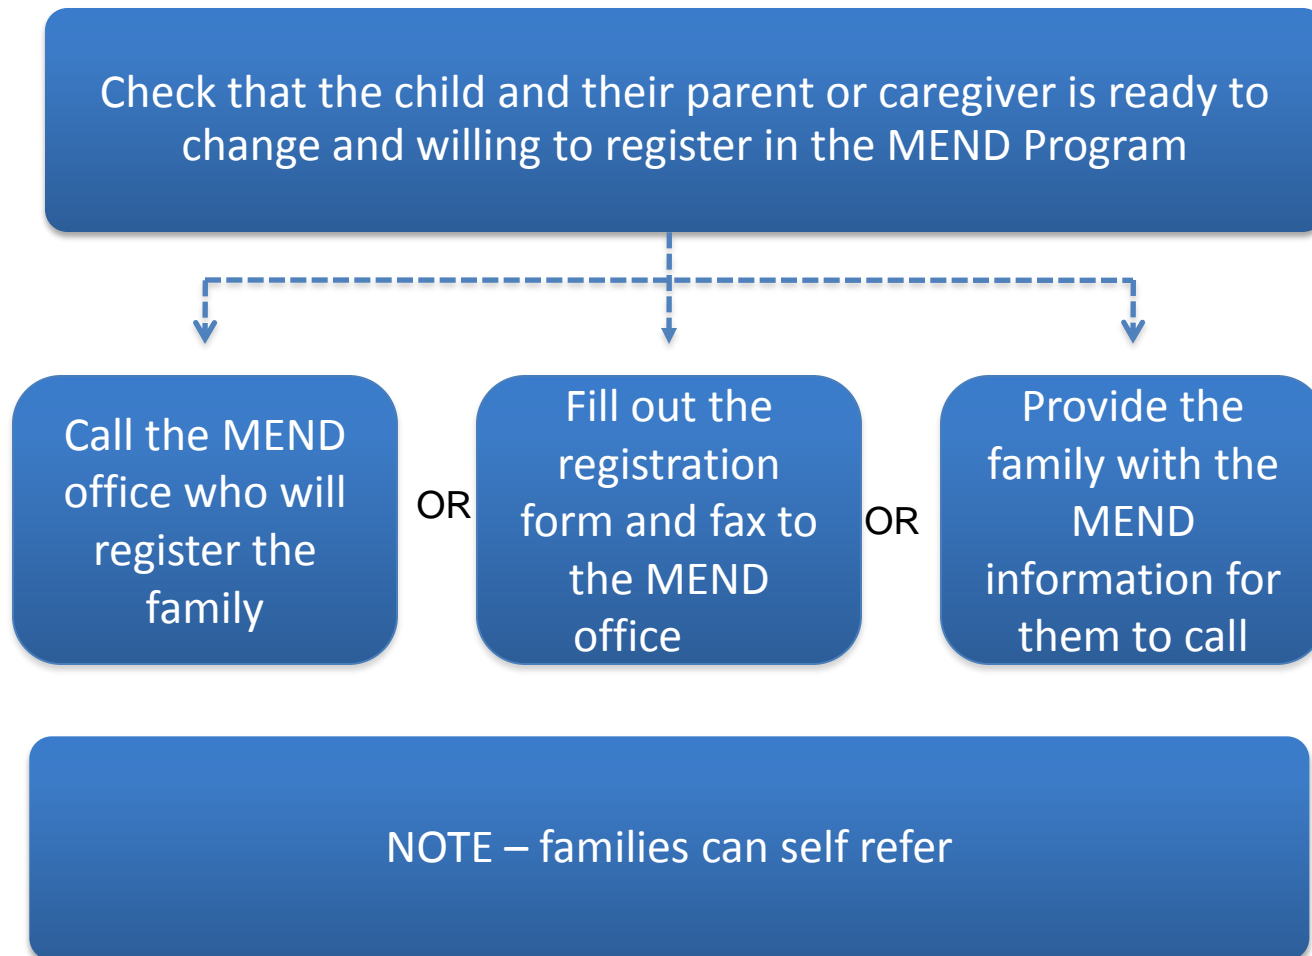 Check that the child and their parent or caregiver is ready to
change and willing to register in the MEND Program
Call the MEND
office who will
register the
family
OR
Fill out the
registration
form and fax to
the MEND
office
OR
Provide the
family with the
MEND
information for
them to call
NOTE – families can self refer